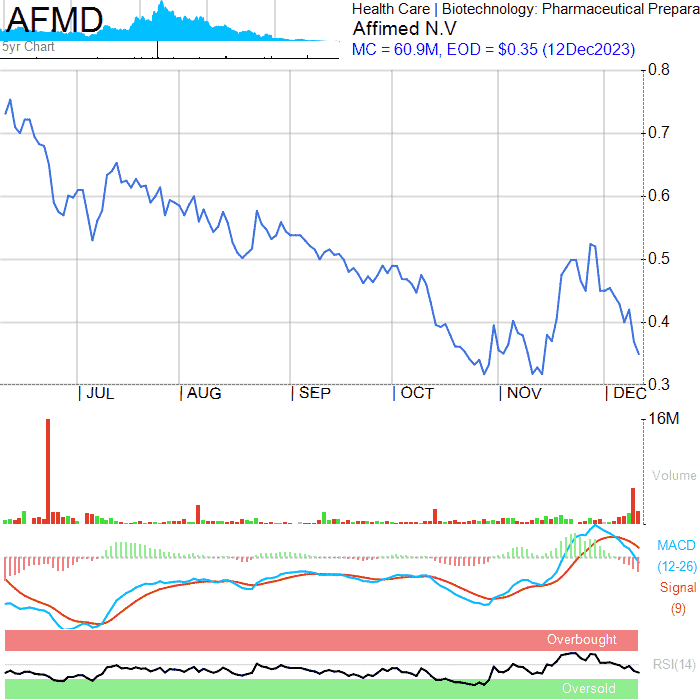 AFMD
5yr Chart
Health Care | Biotechnology: Pharmaceutical Prepara
Affimed N.V
MC = 60.9M, EOD = $0.35 (12Dec2023)
0.8
0.7
0.6
0.5
0.4
0.3
JUL AUG SEP OCT NOV DEC
16M
Volume
MACD
(12-26)
Signal
(9)
Overbought
RSI(14)
Oversold